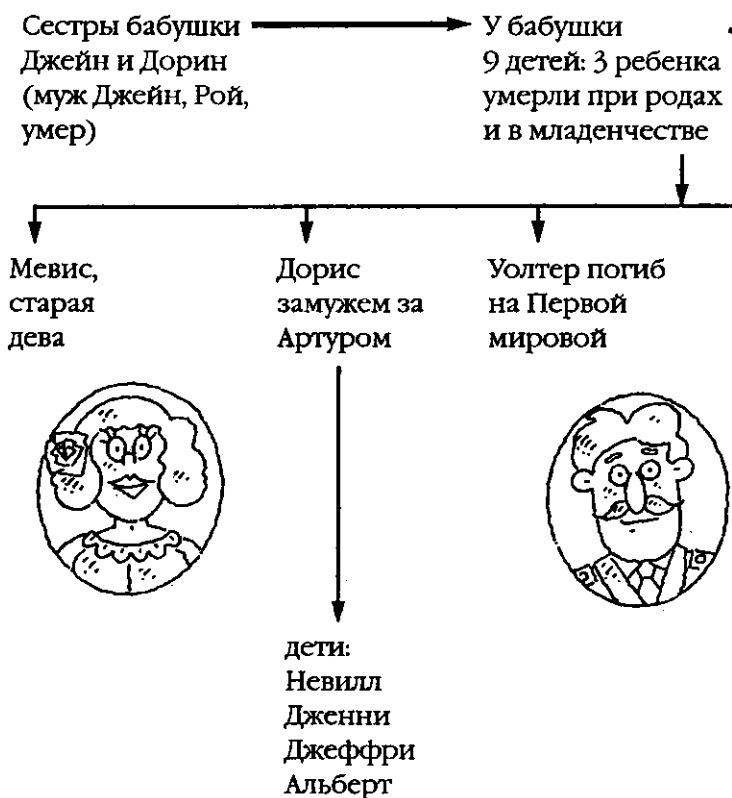 Сестры бабушки
Джейн и Дорин
(муж Джейн, Рой,
умер)
У бабушки
9 детей: 3 ребенка
умерли при родах
и в младенчестве
Мевис,
старая
дева
Дорис
замужем за
Артуром
Уолтер погиб
на Первой
мировой
дети:
Невилл
Дженни
Джеффри
Альберт